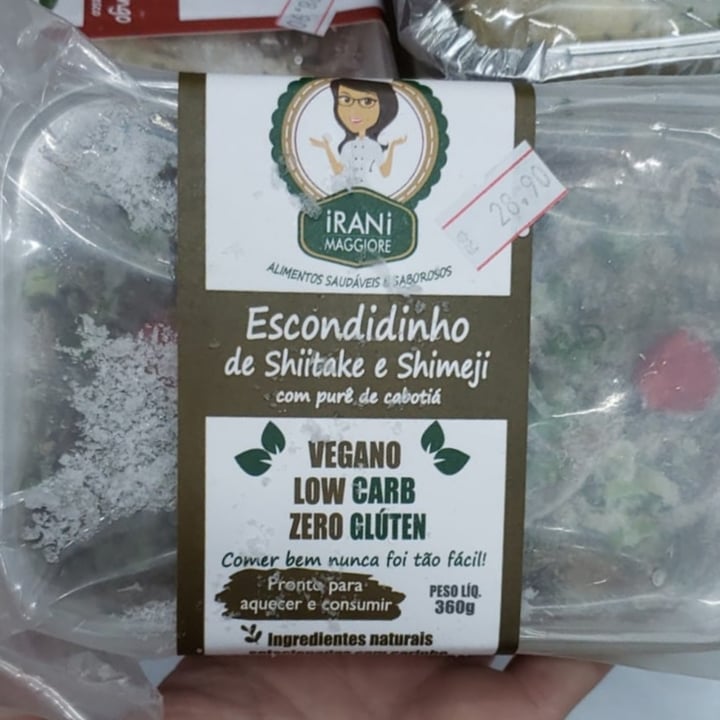 iRANi
MAGGIORE
ALIMENTOS SAUDÁVEIS E SABOROSOS
28,90
Escondidinho
de Shiitake e Shimeji
com purê de cabotiá
VEGANO
LOW CARB
ZERO GLÚTEN
Comer bem nunca foi tão fácil!
Pronto para
aquecer e consumir
PESO LÍQ.
360g
Ingredientes naturais